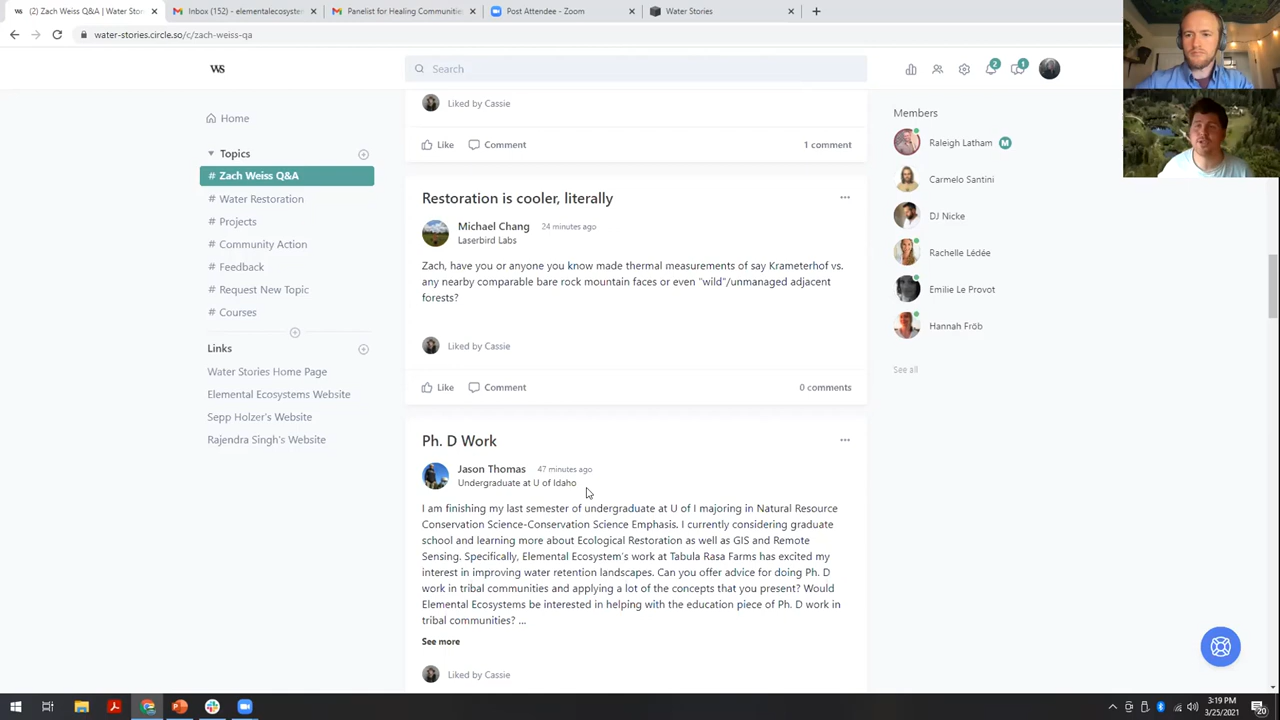 (2) Zach Weiss Q&A | Water Stor
Inbox (152) - elementalecosystem
Panelist for Healing Communitie
Post Attendee - Zoom
Water Stories
water-stories.circle.so/c/zach-weiss-qa
WS
Search
2
1
Home
Topics
# Zach Weiss Q&A
# Water Restoration
# Projects
# Community Action
# Feedback
# Request New Topic
# Courses
Links
Water Stories Home Page
Elemental Ecosystems Website
Sepp Holzer's Website
Rajendra Singh's Website
Liked by Cassie
Like
Comment
1 comment
Restoration is cooler, literally
Michael Chang 24 minutes ago
Laserbird Labs
Zach, have you or anyone you know made thermal measurements of say Krameterhof vs.
any nearby comparable bare rock mountain faces or even "wild"/unmanaged adjacent
forests?
Liked by Cassie
Like
Comment
0 comments
Ph. D Work
Jason Thomas 47 minutes ago
Undergraduate at U of Idaho
I am finishing my last semester of undergraduate at U of I majoring in Natural Resource
Conservation Science-Conservation Science Emphasis. I currently considering graduate
school and learning more about Ecological Restoration as well as GIS and Remote
Sensing. Specifically, Elemental Ecosystem's work at Tabula Rasa Farms has excited my
interest in improving water retention landscapes. Can you offer advice for doing Ph. D
work in tribal communities and applying a lot of the concepts that you present? Would
Elemental Ecosystems be interested in helping with the education piece of Ph. D work in
tribal communities? ...
See more
Liked by Cassie
Members
Raleigh Latham M
Carmelo Santini
DJ Nicke
Rachelle Lédée
Emilie Le Provot
Hannah Fröb
See all
3:19 PM
3/25/2021
20